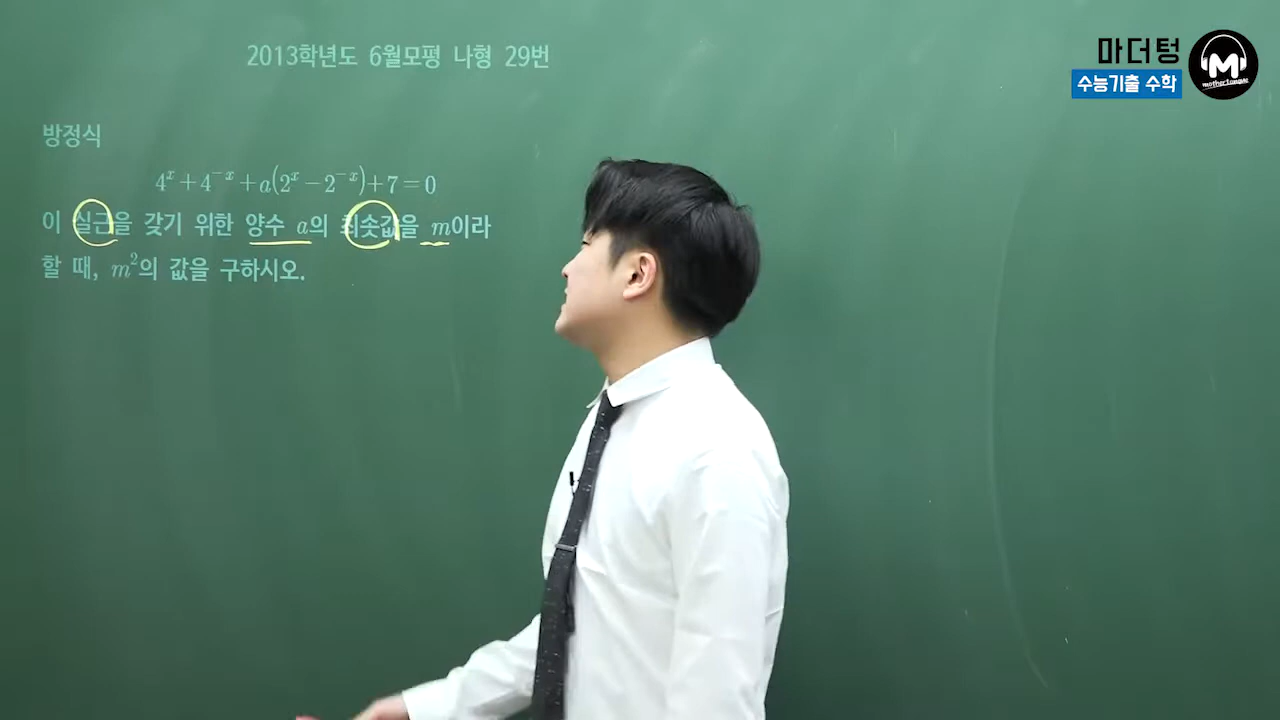 2013학년도 6월모평 나형 29번
마더텅
수능기출 수학
M
mothertongue
방정식
4^x + 4^{-x} + a(2^x - 2^{-x}) + 7 = 0
이 실근을 갖기 위한 양수 a의 최솟값을 m이라
할 때, m^2의 값을 구하시오.